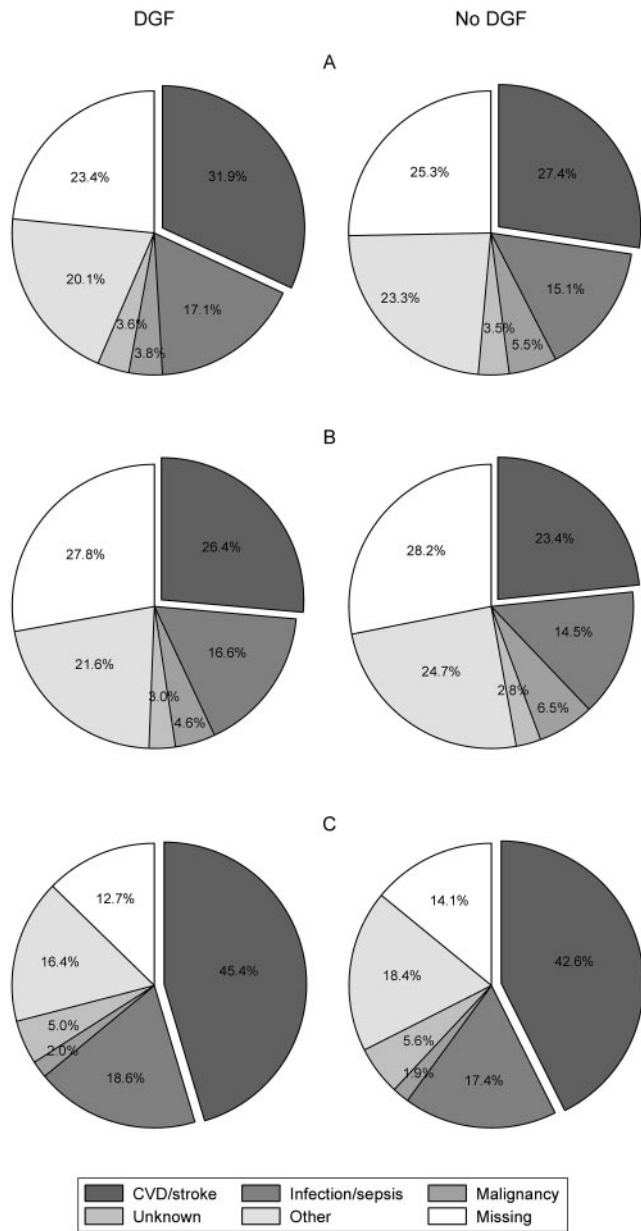 DGF No DGF
A
23.4% 31.9% 25.3% 27.4%
20.1% 17.1% 23.3% 15.1%
3.6% 3.8% 3.5% 5.5%
B
27.8% 26.4% 28.2% 23.4%
21.6% 16.6% 24.7% 14.5%
3.0% 4.6% 2.8% 6.5%
C
12.7% 45.4% 14.1% 42.6%
16.4% 18.4%
5.0% 5.6%
2.0% 18.6% 1.9% 17.4%
CVD/stroke Infection/sepsis Malignancy
Unknown Other Missing